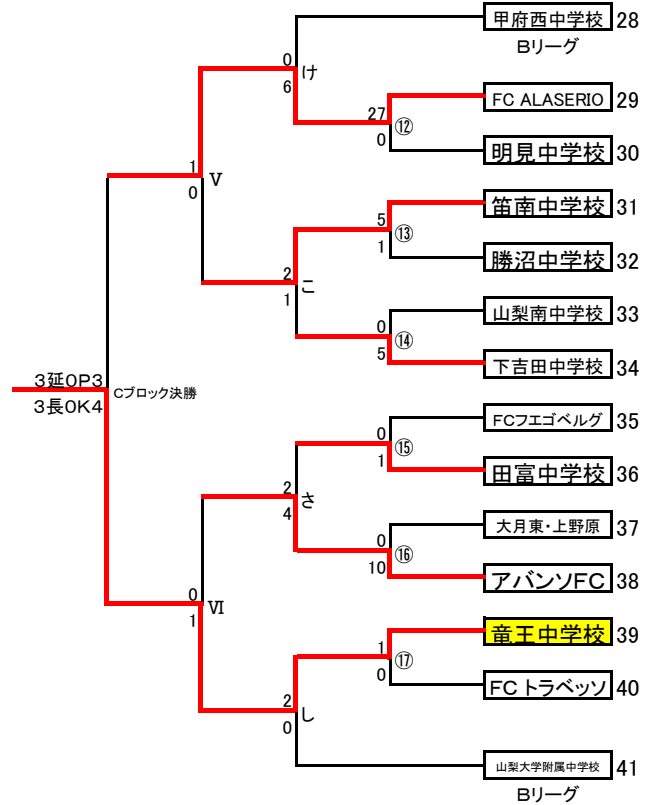 甲府西中学校 28
Bリーグ
0
け
6
FC ALASERIO 29
27
⑫
0
明見中学校 30
1
Ⅴ
0
笛南中学校 31
5
⑬
1
勝沼中学校 32
2
こ
1
山梨南中学校 33
0
⑭
5
下吉田中学校 34
3延0P3
Cブロック決勝
3長0K4
FCフエゴベルグ 35
0
⑮
1
田富中学校 36
2
さ
4
大月東・上野原 37
0
⑯
10
アバンソFC 38
0
Ⅵ
1
竜王中学校 39
1
⑰
0
FCトラベッソ 40
2
し
0
山梨大学附属中学校 41
Bリーグ